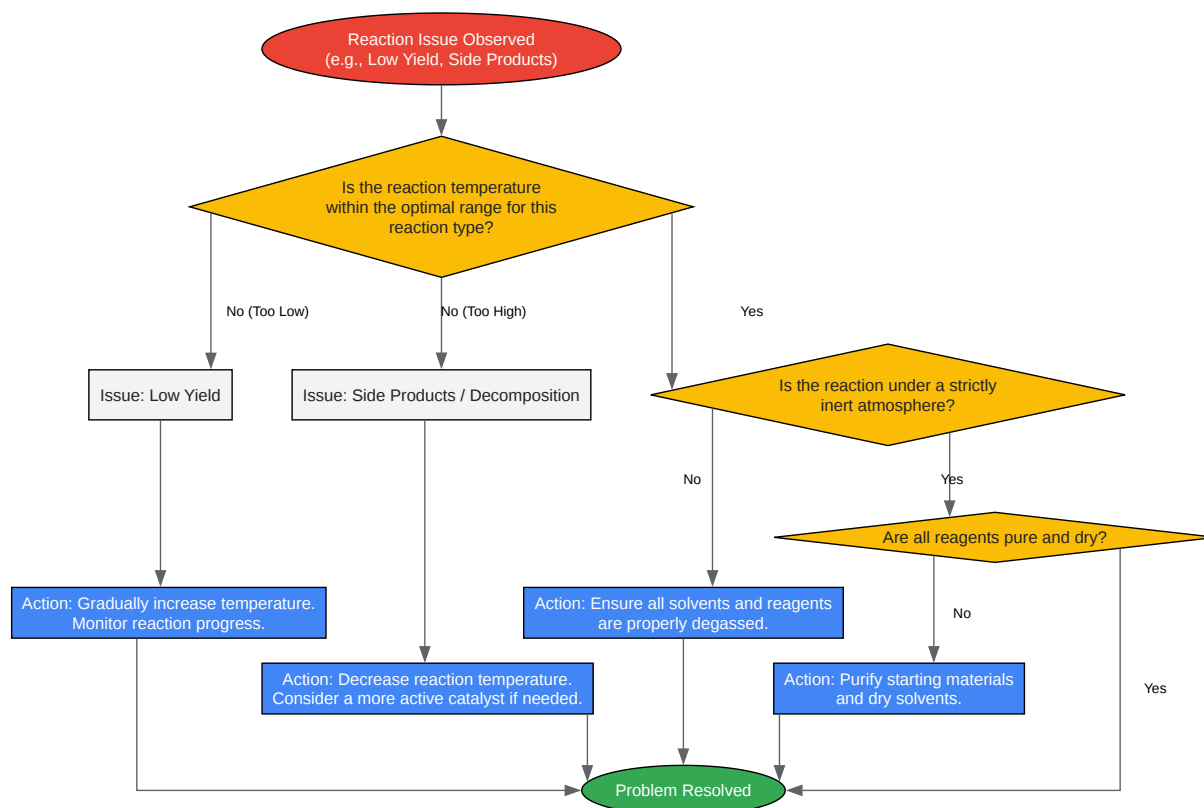 Reaction Issue Observed
(e.g., Low Yield, Side Products)
Is the reaction temperature
within the optimal range for this
reaction type?
No (Too Low)
No (Too High)
Yes
Issue: Low Yield
Issue: Side Products / Decomposition
Is the reaction under a strictly
inert atmosphere?
No
Yes
Are all reagents pure and dry?
Action: Gradually increase temperature.
Monitor reaction progress.
Action: Ensure all solvents and reagents
are properly degassed.
No
Action: Decrease reaction temperature.
Consider a more active catalyst if needed.
Action: Purify starting materials
and dry solvents.
Yes
Problem Resolved